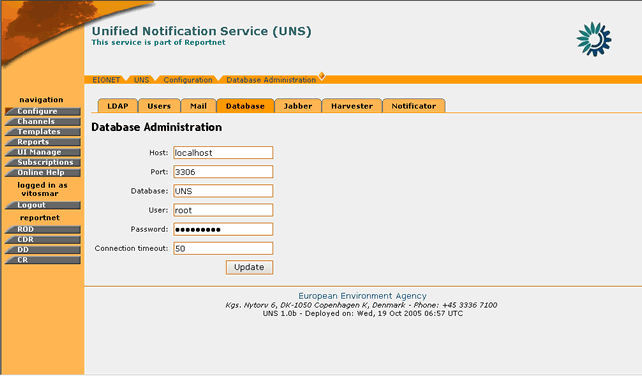 Unified Notification Service (UNS)
This service is part of Reportnet
EIONET UNS Configuration Database Administration
navigation
Configure
Channels
Templates
Reports
UI Manage
Subscriptions
Online Help
logged in as
vitosmar
Logout
reportnet
ROD
CDR
DD
CR
LDAP Users Mail Database Jabber Harvester Notificator
Database Administration
Host: localhost
Port: 3306
Database: UNS
User: root
Password: ●●●●●●●●●
Connection timeout: 50
Update
European Environment Agency
Kgs. Nytorv 6, DK-1050 Copenhagen K, Denmark - Phone: +45 3336 7100
UNS 1.0b - Deployed on: Wed, 19 Oct 2005 06:57 UTC